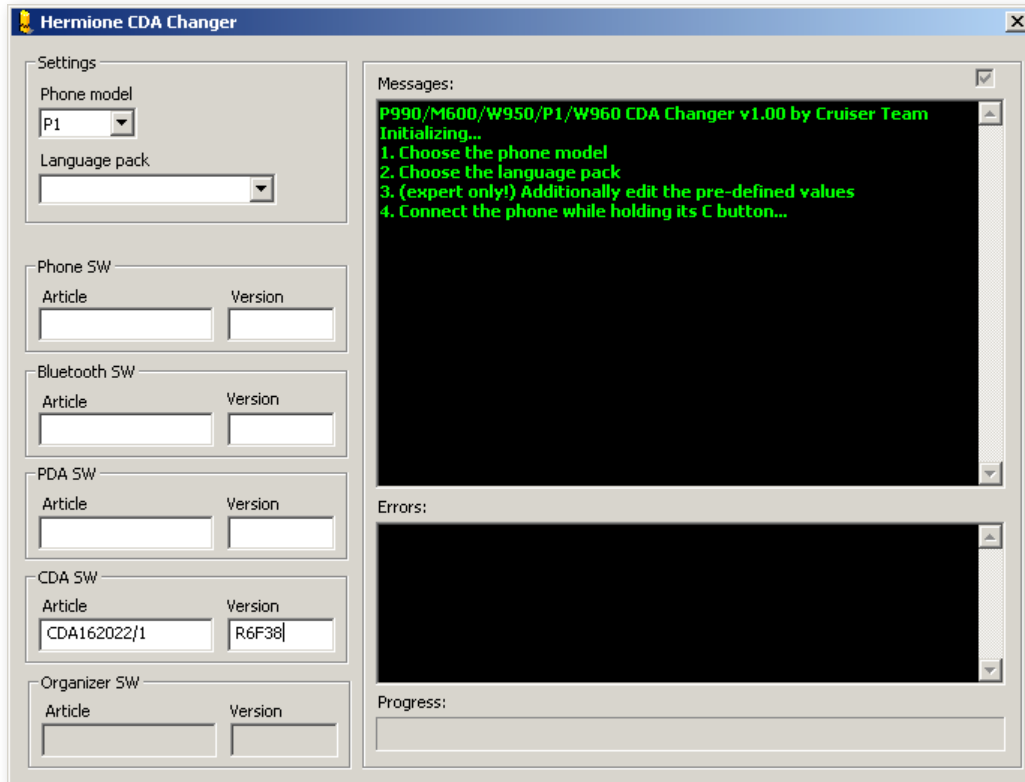 Hermione CDA Changer
Settings
Phone model
P1
Language pack
Phone SW
Article Version
Bluetooth SW
Article Version
PDA SW
Article Version
CDA SW
Article Version
CDA162022/1 R6F38
Organizer SW
Article Version
Messages:
P990/M600/W950/P1/W960 CDA Changer v1.00 by Cruiser Team
Initializing...
1. Choose the phone model
2. Choose the language pack
3. (expert only!) Additionally edit the pre-defined values
4. Connect the phone while holding its C button...
Errors:
Progress: